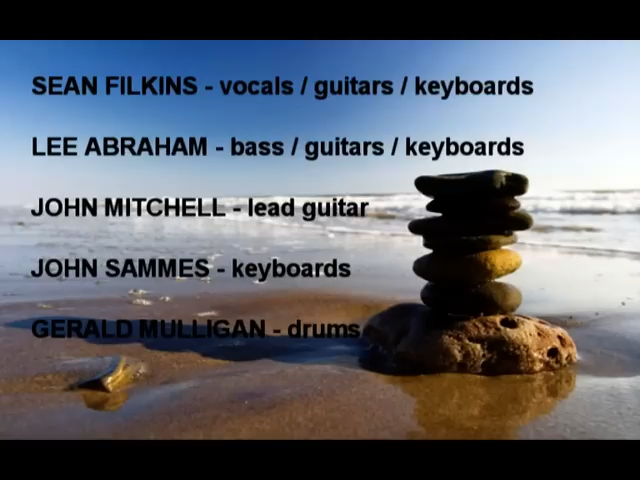 SEAN FILKINS - vocals / guitars / keyboards
LEE ABRAHAM - bass / guitars / keyboards
JOHN MITCHELL - lead guitar
JOHN SAMMES - keyboards
GERALD MULLIGAN - drums